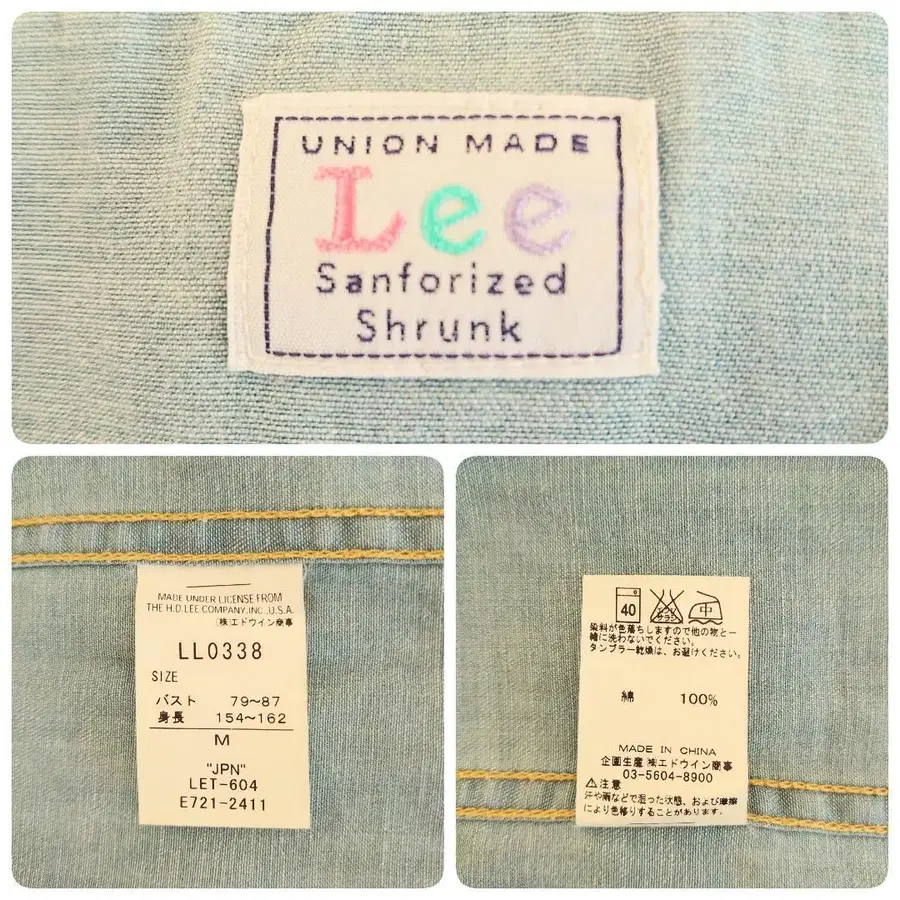 UNION MADE
Lee
Sanforized
Shrunk
MADE UNDER LICENSE FROM
THE H.D.LEE COMPANY.INC.,U.S.A.
(株)エドウイン商事
LL0338
SIZE
バスト 79~87
身長 154~162
M
"JPN"
LET-604
E721-2411
40 エンソサラシ 中
染料が色落ちしますので他の物と一
緒に洗わないでください。
タンブラー乾燥は、お避けください。
綿 100%
MADE IN CHINA
企画生産 (株)エドウイン商事
03-5604-8900
⚠注意
汗や雨などで湿った状態、および摩擦
により色移りすることがあります。